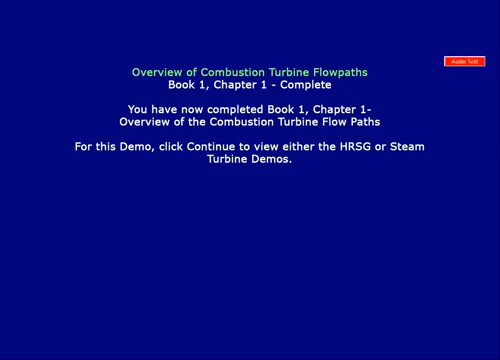 Audio Text
Overview of Combustion Turbine Flowpaths
Book 1, Chapter 1 - Complete
You have now completed Book 1, Chapter 1-
Overview of the Combustion Turbine Flow Paths
For this Demo, click Continue to view either the HRSG or Steam
Turbine Demos.